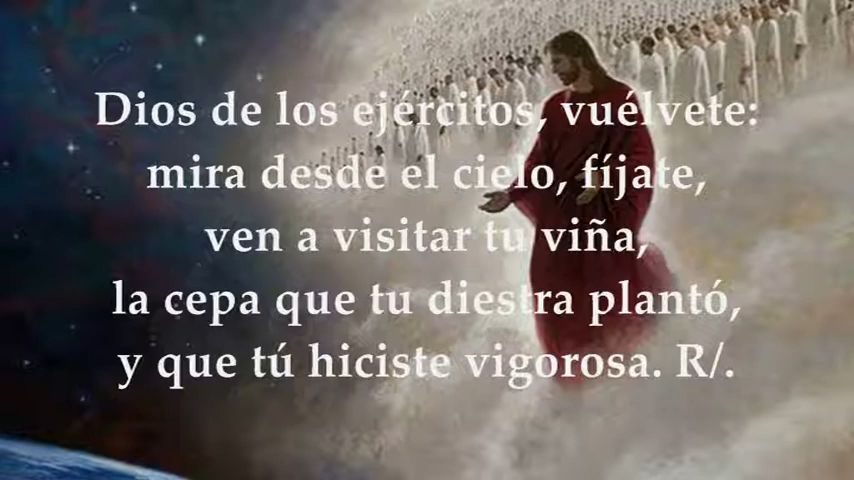 Dios de los ejércitos, vuélvete:
mira desde el cielo, fíjate,
ven a visitar tu viña,
la cepa que tu diestra plantó,
y que tú hiciste vigorosa. R/.